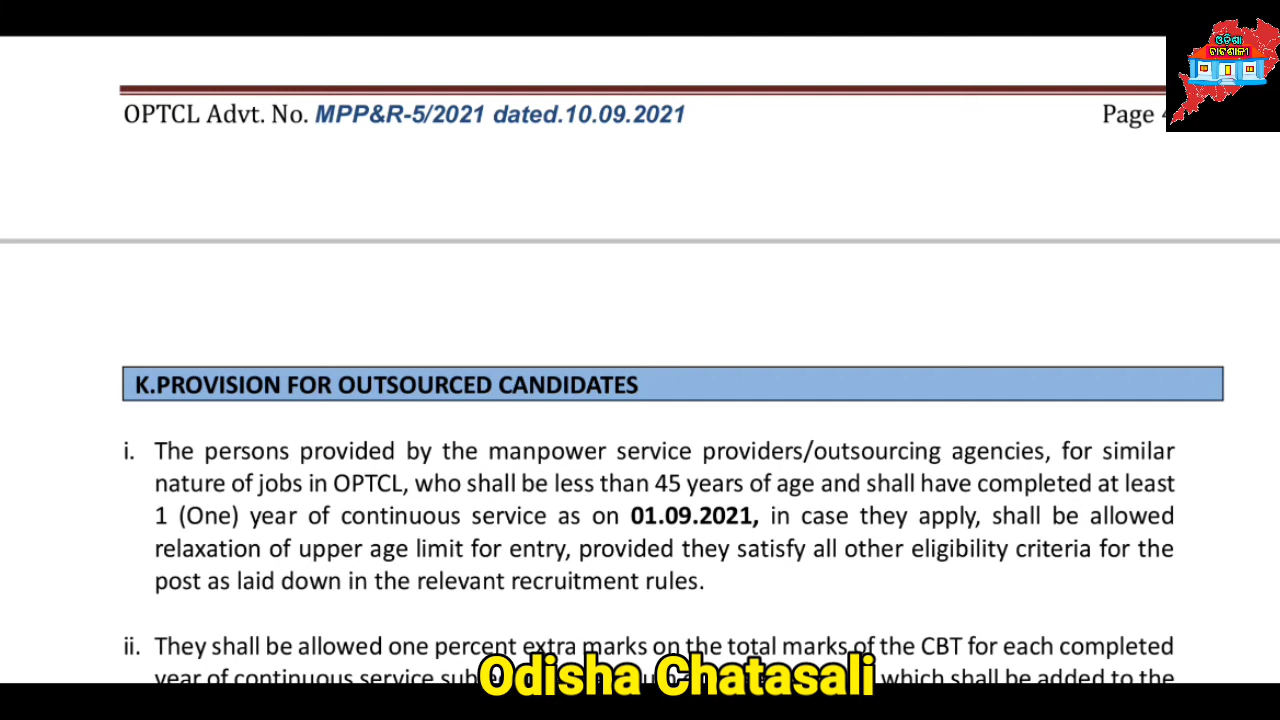 OPTCL Advt. No. MPP&R-5/2021 dated.10.09.2021 Page
ଓଡ଼ିଶା
ଚାଟଶାଳୀ
K.PROVISION FOR OUTSOURCED CANDIDATES
i. The persons provided by the manpower service providers/outsourcing agencies, for similar
nature of jobs in OPTCL, who shall be less than 45 years of age and shall have completed at least
1 (One) year of continuous service as on 01.09.2021, in case they apply, shall be allowed
relaxation of upper age limit for entry, provided they satisfy all other eligibility criteria for the
post as laid down in the relevant recruitment rules.
ii. They shall be allowed one percent extra marks on the total marks of the CBT for each completed
year of continuous service which shall be added to the
Odisha Chatasali